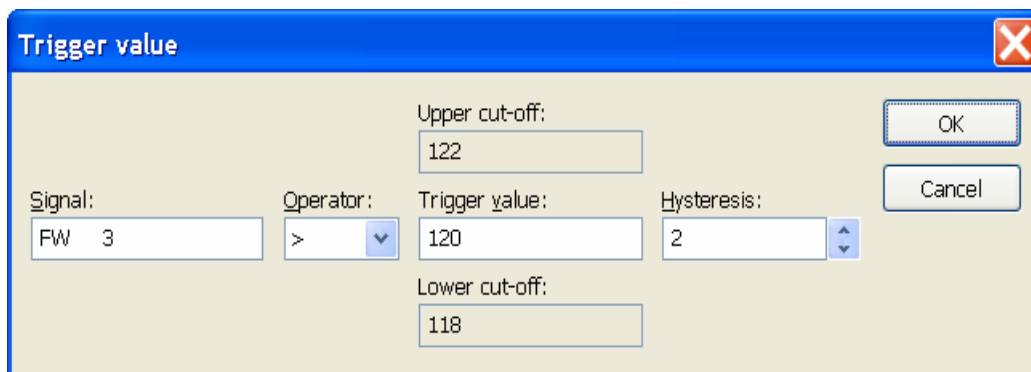 Trigger value
Upper cut-off:
122
OK
Cancel
Signal:
Operator:
Trigger value:
Hysteresis:
FW 3
>
120
2
Lower cut-off:
118